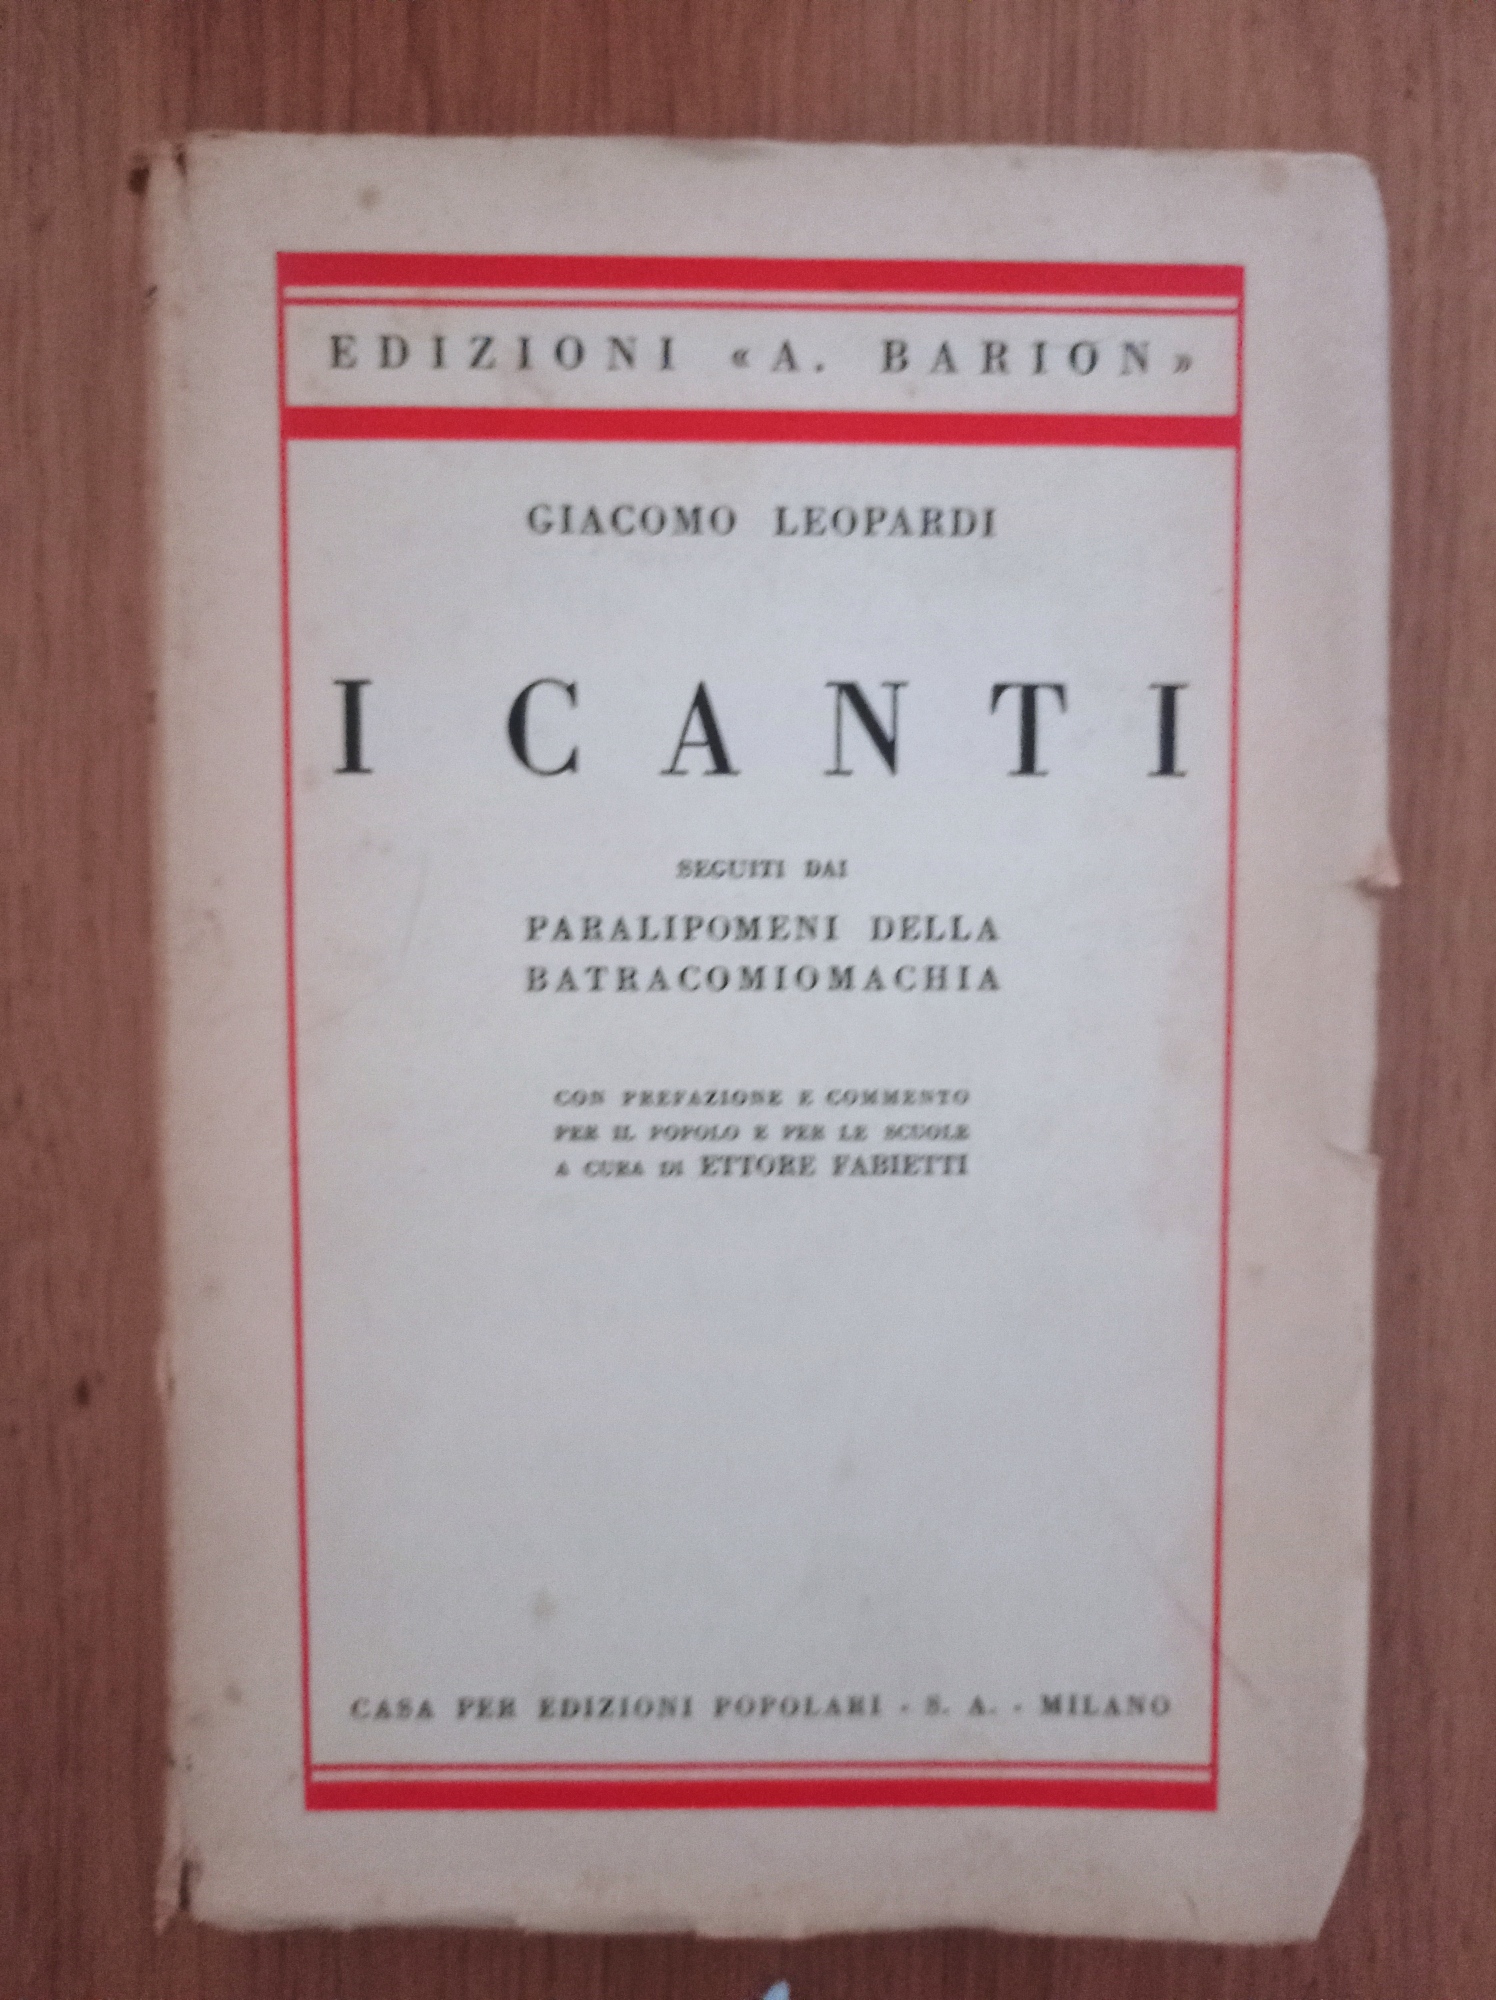 EDIZIONI «A. BARION»
GIACOMO LEOPARDI
I CANTI
SEGUITI DAI
PARALIPOMENI DELLA
BATRACOMIOMACHIA
CON PREFAZIONE E COMMENTO
PER IL POPOLO E PER LE SCUOLE
A CURA DI ETTORE FABIETTI
CASA PER EDIZIONI POPOLARI - S. A. - MILANO